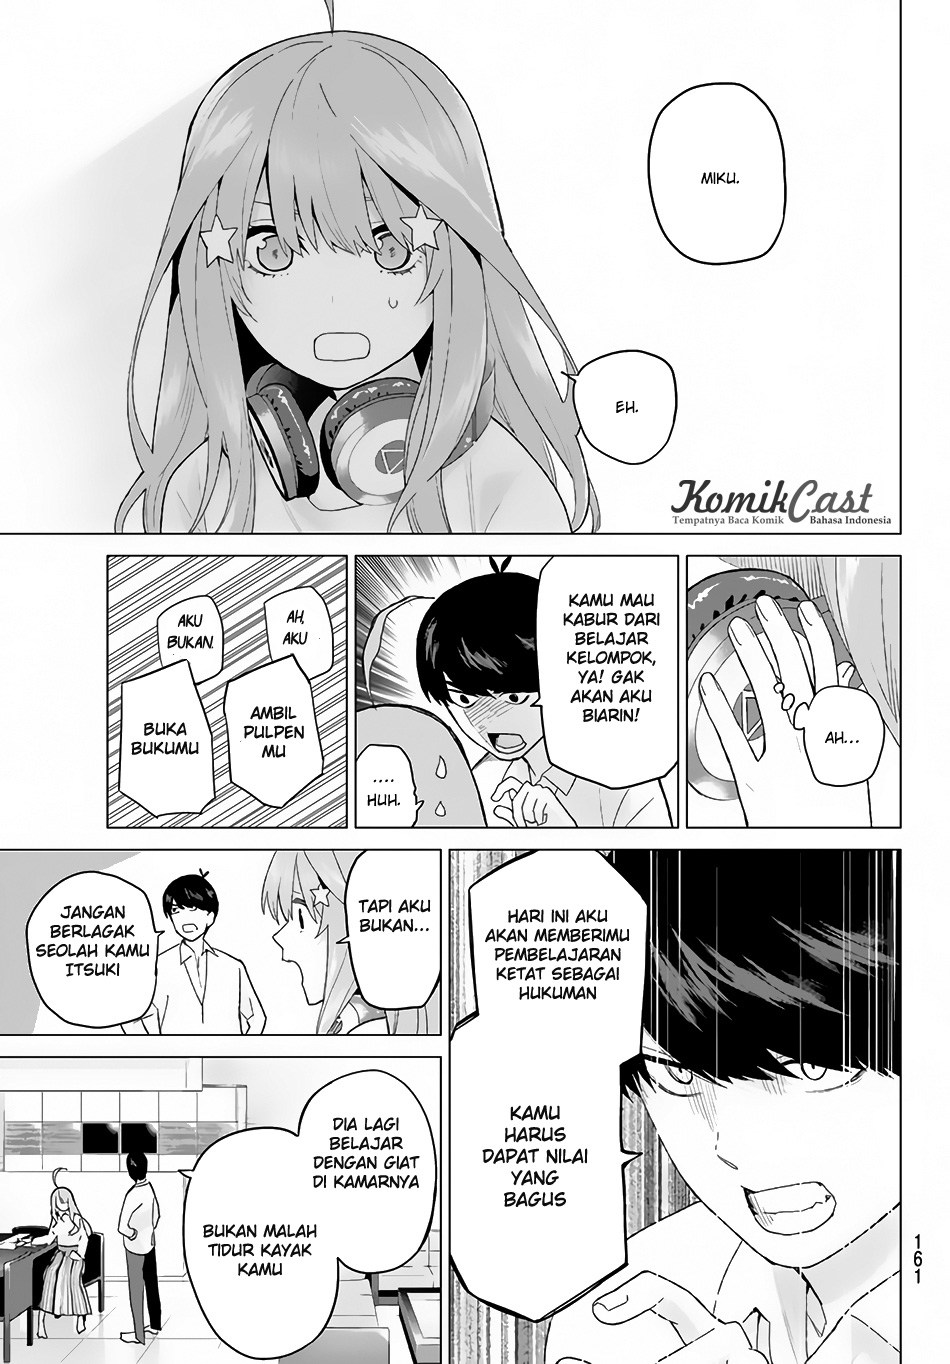 MIKU.
EH.
KomikCast
Tempatnya Baca Komik Bahasa Indonesia
AH...
KAMU MAU
KABUR DARI
BELAJAR
KELOMPOK,
YA! GAK
AKAN AKU
BIARIN!
....
HUH.
AH,
AKU
AMBIL
PULPEN
MU
AKU
BUKAN.
BUKA
BUKUMU
HARI INI AKU
AKAN MEMBERIMU
PEMBELAJARAN
KETAT SEBAGAI
HUKUMAN
KAMU
HARUS
DAPAT NILAI
YANG
BAGUS
TAPI AKU
BUKAN...
JANGAN
BERLAGAK
SEOLAH KAMU
ITSUKI
DIA LAGI
BELAJAR
DENGAN GIAT
DI KAMARNYA
BUKAN MALAH
TIDUR KAYAK
KAMU
161